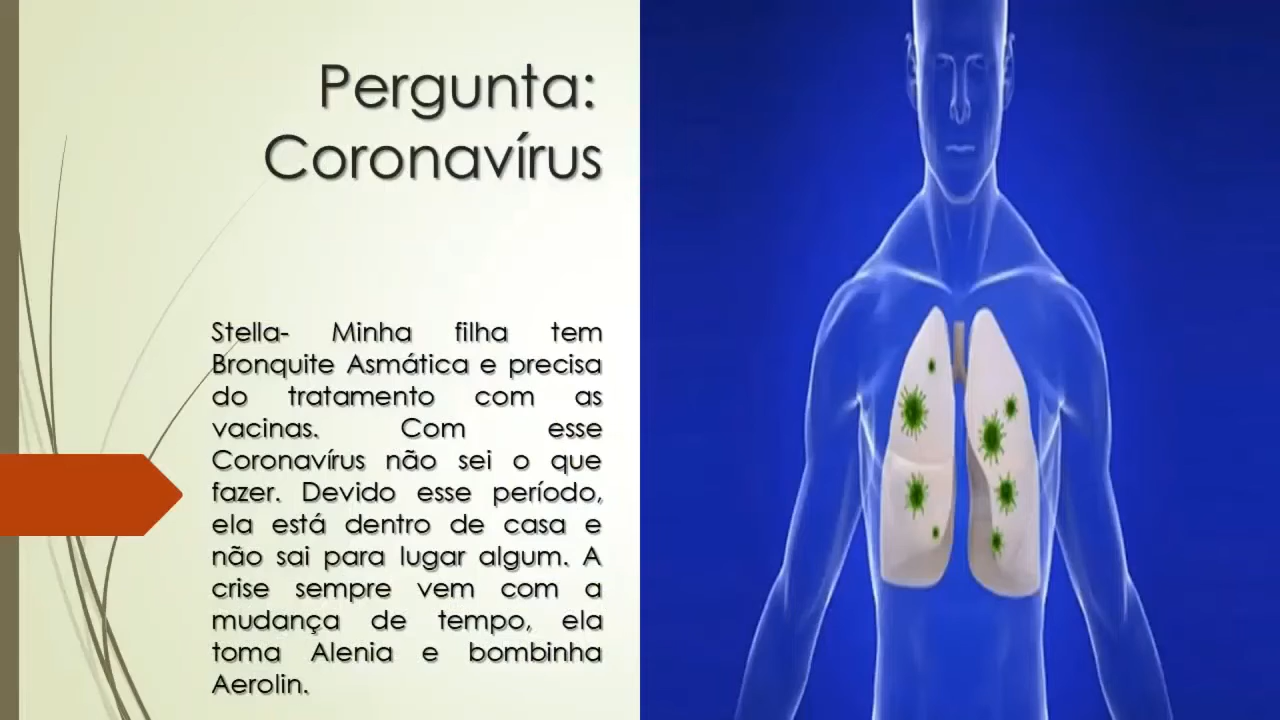 Pergunta:
Coronavírus
Stella- Minha filha tem
Bronquite Asmática e precisa
do tratamento com as
vacinas. Com esse
Coronavírus não sei o que
fazer. Devido esse período,
ela está dentro de casa e
não sai para lugar algum. A
crise sempre vem com a
mudança de tempo, ela
toma Alenia e bombinha
Aerolin.